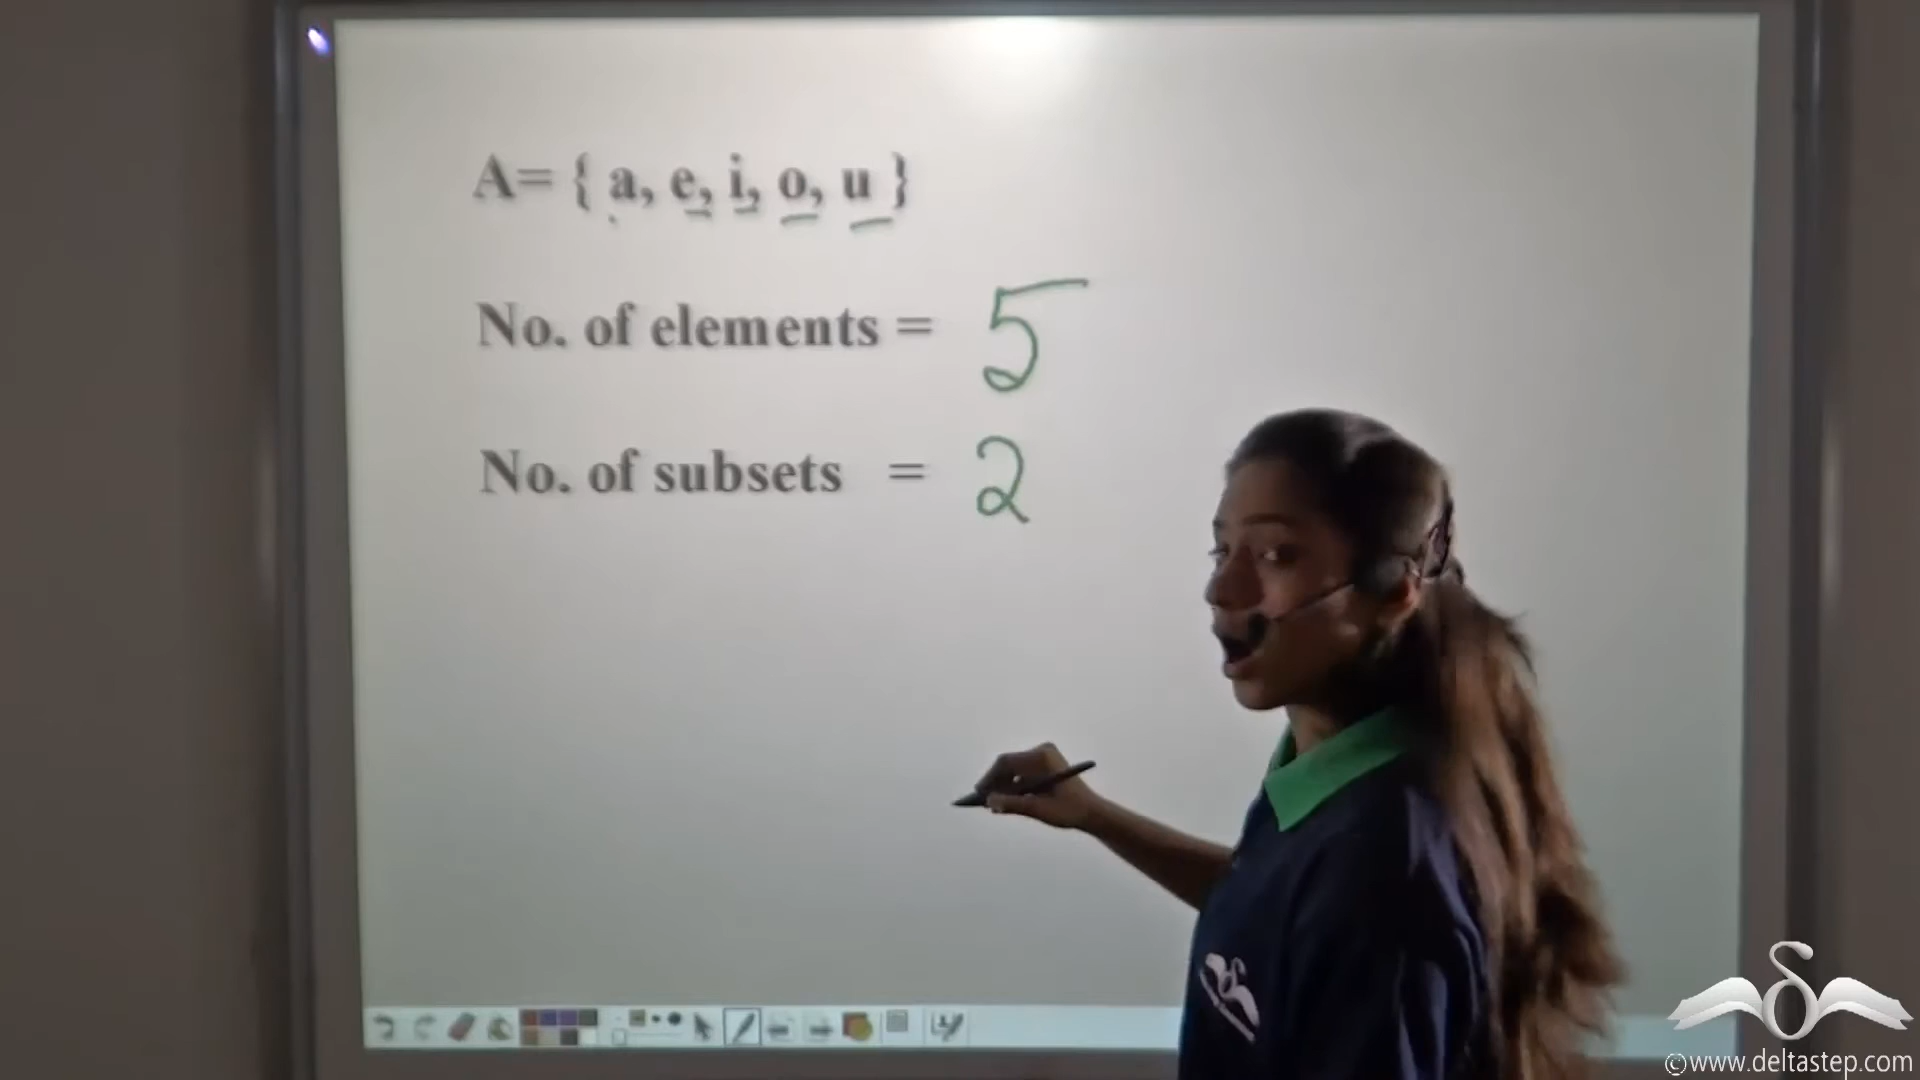 A= { a, e, i, o, u }
No. of elements = 5
No. of subsets = 2
©www.deltastep.com